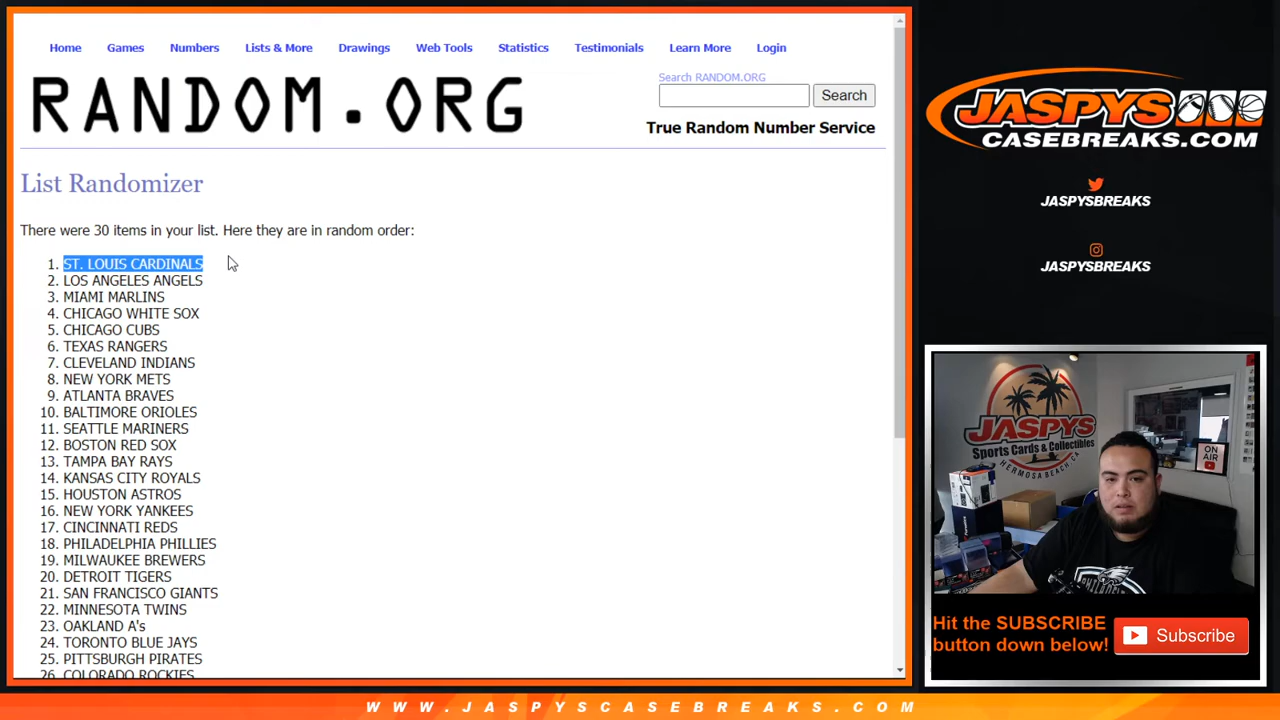 Home Games Numbers Lists & More Drawings Web Tools Statistics Testimonials Learn More Login
RANDOM.ORG
Search RANDOM.ORG
Search
True Random Number Service
List Randomizer
There were 30 items in your list. Here they are in random order:
1. ST. LOUIS CARDINALS
2. LOS ANGELES ANGELS
3. MIAMI MARLINS
4. CHICAGO WHITE SOX
5. CHICAGO CUBS
6. TEXAS RANGERS
7. CLEVELAND INDIANS
8. NEW YORK METS
9. ATLANTA BRAVES
10. BALTIMORE ORIOLES
11. SEATTLE MARINERS
12. BOSTON RED SOX
13. TAMPA BAY RAYS
14. KANSAS CITY ROYALS
15. HOUSTON ASTROS
16. NEW YORK YANKEES
17. CINCINNATI REDS
18. PHILADELPHIA PHILLIES
19. MILWAUKEE BREWERS
20. DETROIT TIGERS
21. SAN FRANCISCO GIANTS
22. MINNESOTA TWINS
23. OAKLAND A's
24. TORONTO BLUE JAYS
25. PITTSBURGH PIRATES
26. COLORADO ROCKIES
JASPYS
CASEBREAKS.COM
JASPYSBREAKS
JASPYSBREAKS
JASPYS
Sports Cards & Collectibles
HERMOSA BEACH, CA
ON
AIR
Hit the SUBSCRIBE
button down below!
Subscribe
WWW.JASPYSCASEBREAKS.COM